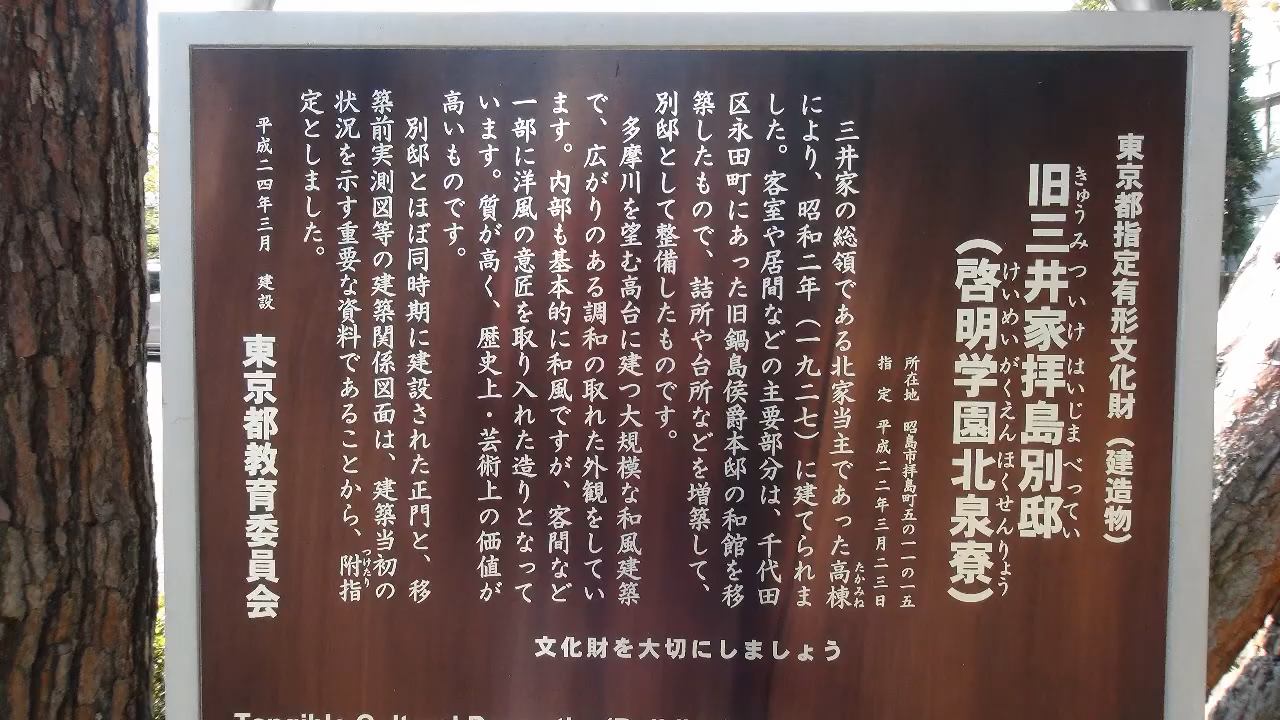 東京都指定有形文化財（建造物）
きゅうみついけはいじまべってい
旧三井家拝島別邸
けいめいがくえんほくせんりょう
（啓明学園北泉寮）
所在地　昭島市拝島町五の一一の一五
指　定　平成二二年三月二三日
三井家の総領である北家当主であった高棟
たかみね
により、昭和二年（一九二七）に建てられま
した。客室や居間などの主要部分は、千代田
区永田町にあった旧鍋島侯爵本邸の和館を移
築したもので、詰所や台所などを増築して、
別邸として整備したものです。
多摩川を望む高台に建つ大規模な和風建築
で、広がりのある調和の取れた外観をしてい
ます。内部も基本的に和風ですが、客間など
一部に洋風の意匠を取り入れた造りとなって
います。質が高く、歴史上・芸術上の価値が
高いものです。
別邸とほぼ同時期に建設された正門と、移
築前実測図等の建築関係図面は、建築当初の
状況を示す重要な資料であることから、附指
つけたり
定としました。
平成二四年三月　建設
東京都教育委員会
文化財を大切にしましょう
Tangible Cultural